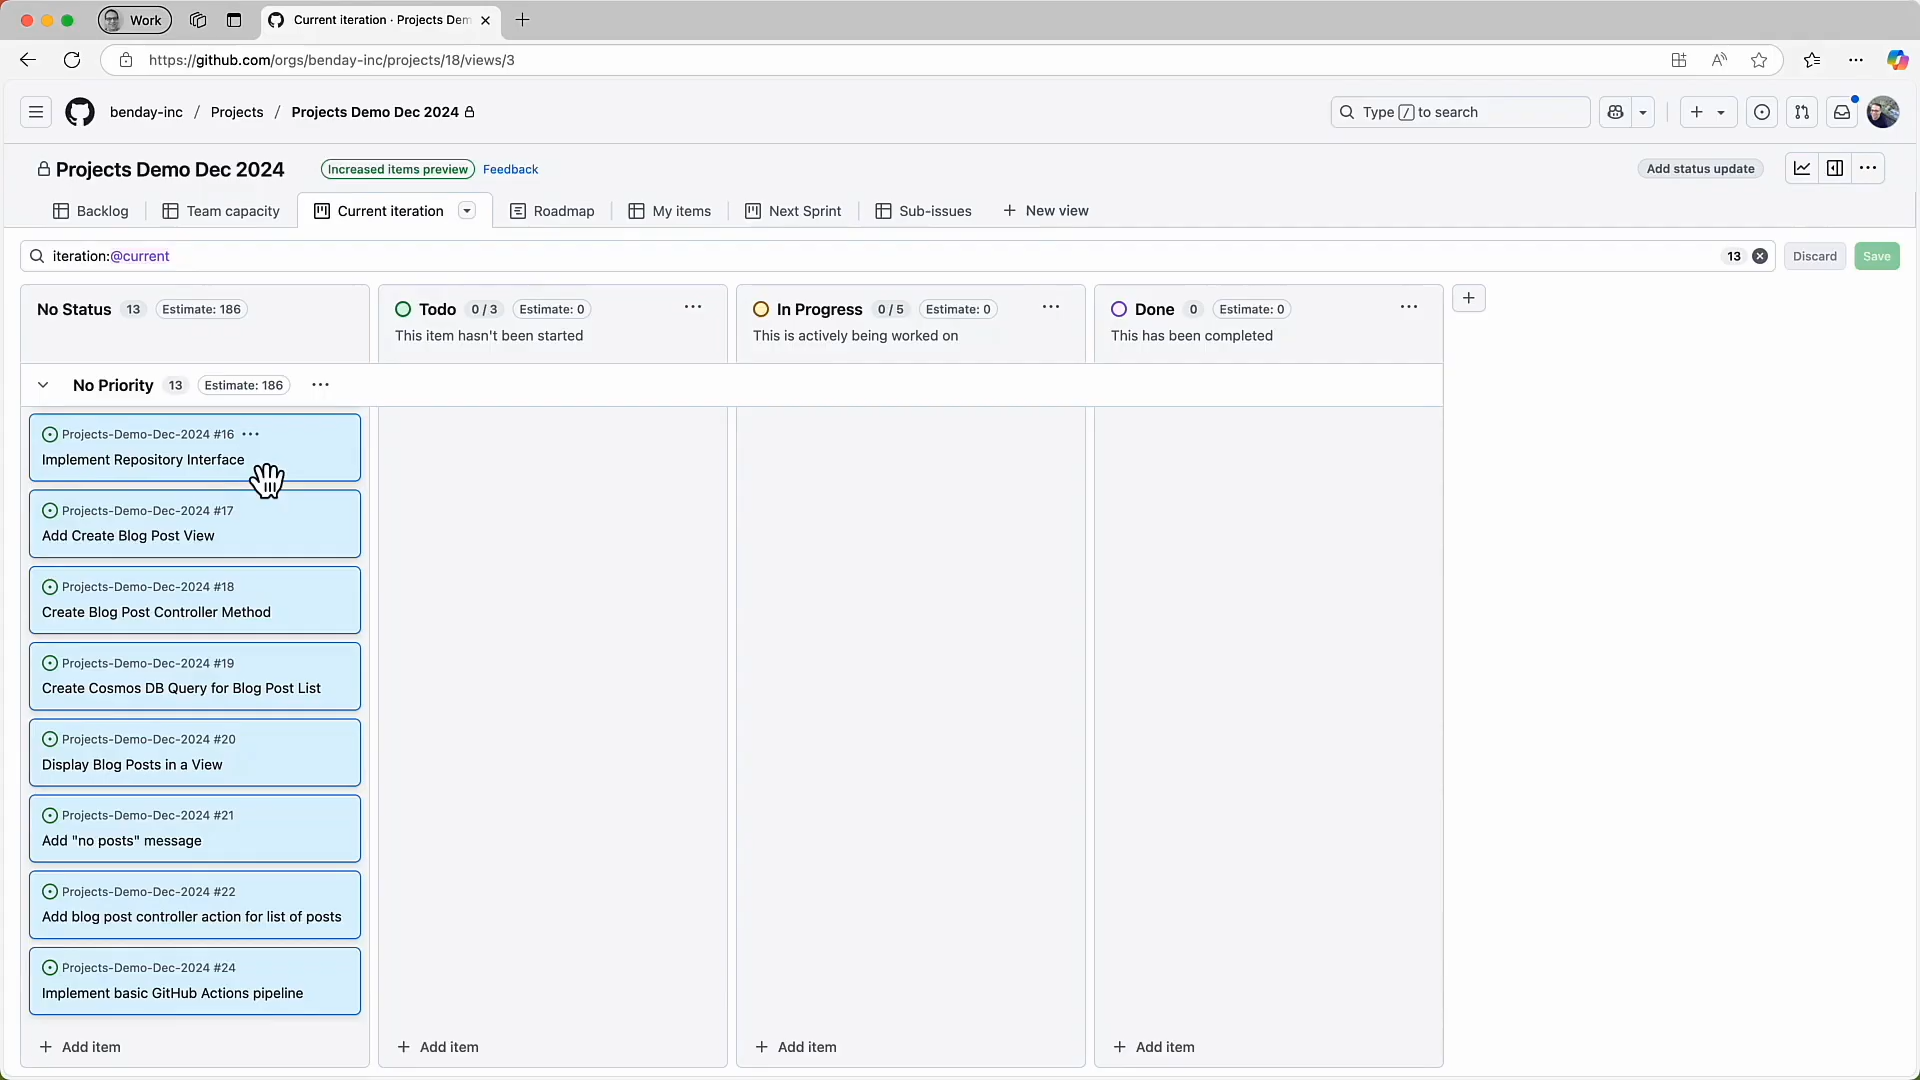 Work
Current iteration · Projects Dem
https://github.com/orgs/benday-inc/projects/18/views/3
benday-inc / Projects / Projects Demo Dec 2024
Type / to search
Projects Demo Dec 2024
Increased items preview
Feedback
Add status update
Backlog
Team capacity
Current iteration
Roadmap
My items
Next Sprint
Sub-issues
New view
iteration:@current
13
Discard
Save
No Status 13 Estimate: 186
Todo 0 / 3 Estimate: 0
This item hasn't been started
In Progress 0 / 5 Estimate: 0
This is actively being worked on
Done 0 Estimate: 0
This has been completed
No Priority 13 Estimate: 186
Projects-Demo-Dec-2024 #16
Implement Repository Interface
Projects-Demo-Dec-2024 #17
Add Create Blog Post View
Projects-Demo-Dec-2024 #18
Create Blog Post Controller Method
Projects-Demo-Dec-2024 #19
Create Cosmos DB Query for Blog Post List
Projects-Demo-Dec-2024 #20
Display Blog Posts in a View
Projects-Demo-Dec-2024 #21
Add "no posts" message
Projects-Demo-Dec-2024 #22
Add blog post controller action for list of posts
Projects-Demo-Dec-2024 #24
Implement basic GitHub Actions pipeline
Add item
Add item
Add item
Add item